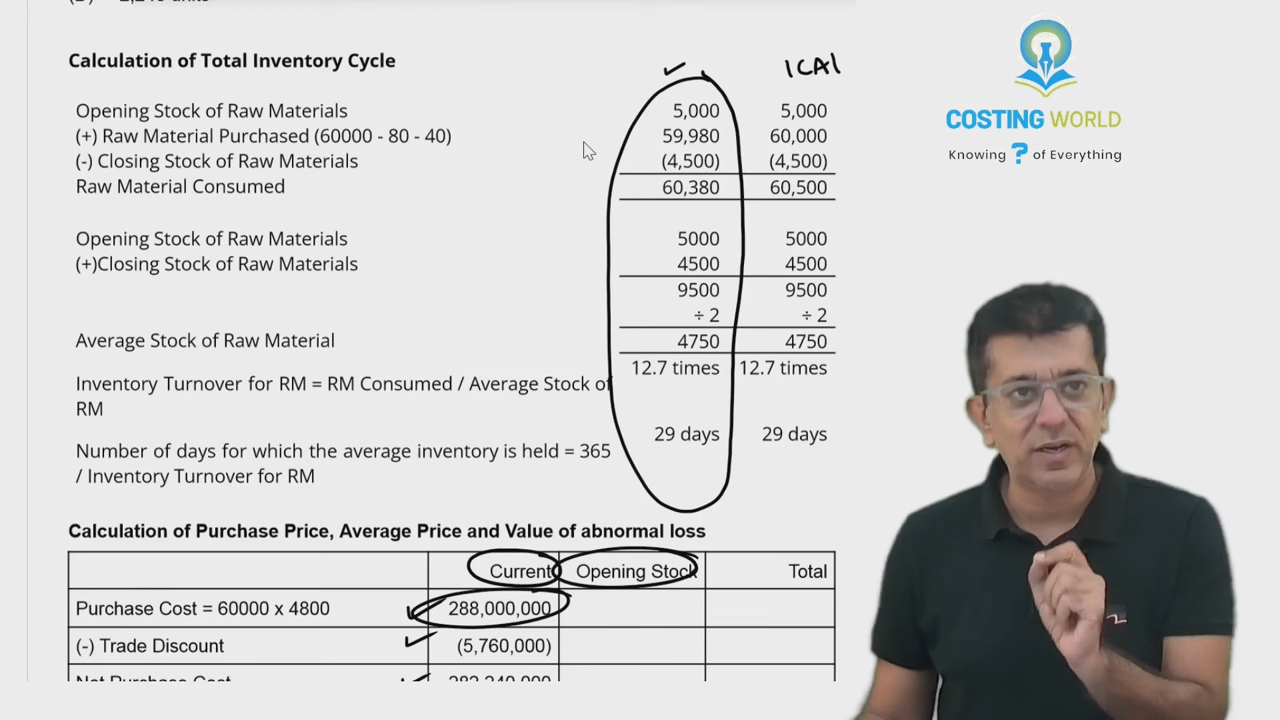 Calculation of Total Inventory Cycle
ICAI
Opening Stock of Raw Materials 5,000 5,000
(+) Raw Material Purchased (60000 - 80 - 40) 59,980 60,000
(-) Closing Stock of Raw Materials (4,500) (4,500)
Raw Material Consumed 60,380 60,500
Opening Stock of Raw Materials 5000 5000
(+)Closing Stock of Raw Materials 4500 4500
9500 9500
÷ 2 ÷ 2
Average Stock of Raw Material 4750 4750
12.7 times 12.7 times
Inventory Turnover for RM = RM Consumed / Average Stock of
RM
29 days 29 days
Number of days for which the average inventory is held = 365
/ Inventory Turnover for RM
Calculation of Purchase Price, Average Price and Value of abnormal loss
Current Opening Stock Total
Purchase Cost = 60000 x 4800 288,000,000
(-) Trade Discount (5,760,000)
COSTING WORLD
Knowing ? of Everything